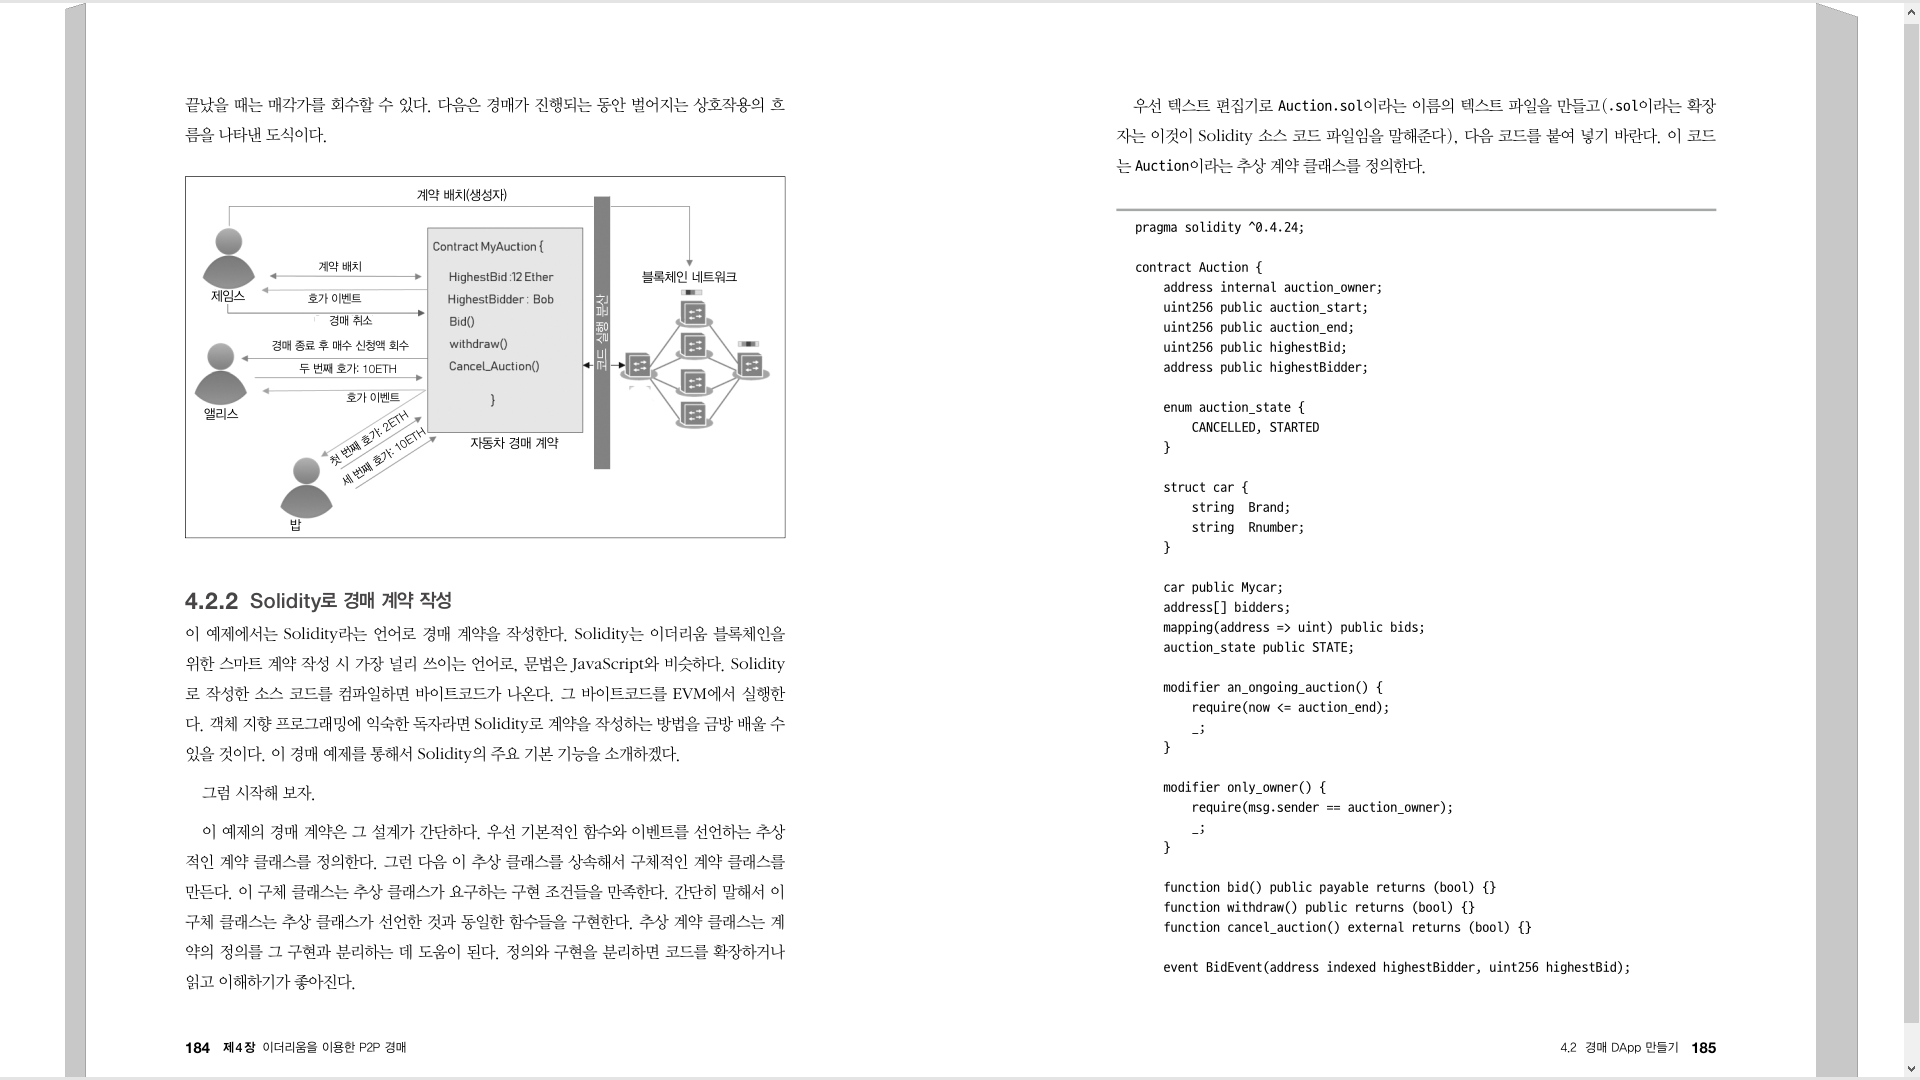 끝났을 때는 매각가를 회수할 수 있다. 다음은 경매가 진행되는 동안 벌어지는 상호작용의 흐
름을 나타낸 도식이다.
계약 배치(생성자)
제임스
계약 배치
호가 이벤트
경매 취소
경매 종료 후 매수 신청액 회수
두 번째 호가: 10ETH
호가 이벤트
앨리스
첫 번째 호가: 2ETH
세 번째 호가: 10ETH
밥
Contract MyAuction {
HighestBid :12 Ether
HighestBidder : Bob
Bid()
withdraw()
Cancel_Auction()
}
자동차 경매 계약
코드 실행 분산
블록체인 네트워크
4.2.2 Solidity로 경매 계약 작성
이 예제에서는 Solidity라는 언어로 경매 계약을 작성한다. Solidity는 이더리움 블록체인을
위한 스마트 계약 작성 시 가장 널리 쓰이는 언어로, 문법은 JavaScript와 비슷하다. Solidity
로 작성한 소스 코드를 컴파일하면 바이트코드가 나온다. 그 바이트코드를 EVM에서 실행한
다. 객체 지향 프로그래밍에 익숙한 독자라면 Solidity로 계약을 작성하는 방법을 금방 배울 수
있을 것이다. 이 경매 예제를 통해서 Solidity의 주요 기본 기능을 소개하겠다.
그럼 시작해 보자.
이 예제의 경매 계약은 그 설계가 간단하다. 우선 기본적인 함수와 이벤트를 선언하는 추상
적인 계약 클래스를 정의한다. 그런 다음 이 추상 클래스를 상속해서 구체적인 계약 클래스를
만든다. 이 구체 클래스는 추상 클래스가 요구하는 구현 조건들을 만족한다. 간단히 말해서 이
구체 클래스는 추상 클래스가 선언한 것과 동일한 함수들을 구현한다. 추상 계약 클래스는 계
약의 정의를 그 구현과 분리하는 데 도움이 된다. 정의와 구현을 분리하면 코드를 확장하거나
읽고 이해하기가 좋아진다.
184 제4장 이더리움을 이용한 P2P 경매
우선 텍스트 편집기로 Auction.sol이라는 이름의 텍스트 파일을 만들고(.sol이라는 확장
자는 이것이 Solidity 소스 코드 파일임을 말해준다), 다음 코드를 붙여 넣기 바란다. 이 코드
는 Auction이라는 추상 계약 클래스를 정의한다.
pragma solidity ^0.4.24;
contract Auction {
address internal auction_owner;
uint256 public auction_start;
uint256 public auction_end;
uint256 public highestBid;
address public highestBidder;
enum auction_state {
CANCELLED, STARTED
}
struct car {
string  Brand;
string  Rnumber;
}
car public Mycar;
address[] bidders;
mapping(address => uint) public bids;
auction_state public STATE;
modifier an_ongoing_auction() {
require(now <= auction_end);
_;
}
modifier only_owner() {
require(msg.sender == auction_owner);
_;
}
function bid() public payable returns (bool) {}
function withdraw() public returns (bool) {}
function cancel_auction() external returns (bool) {}
event BidEvent(address indexed highestBidder, uint256 highestBid);
4.2 경매 DApp 만들기 185